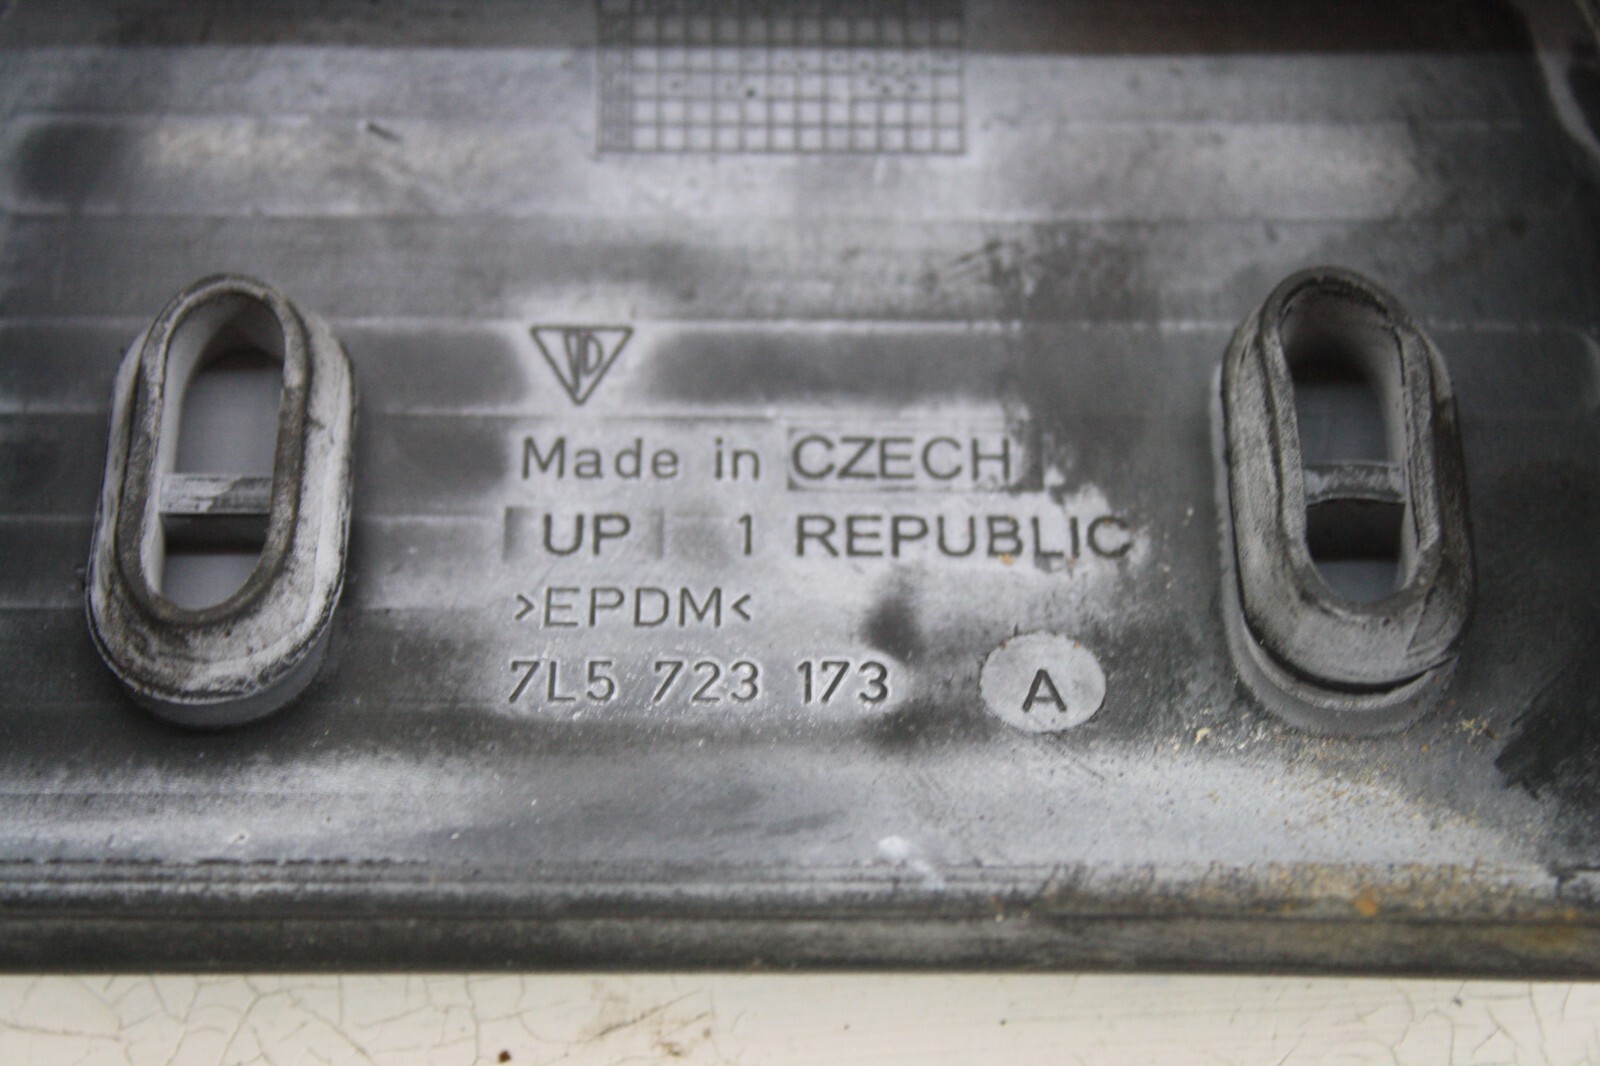 Made in CZECH
UP 1 REPUBLIC
>EPDM<
7L5 723 173 A